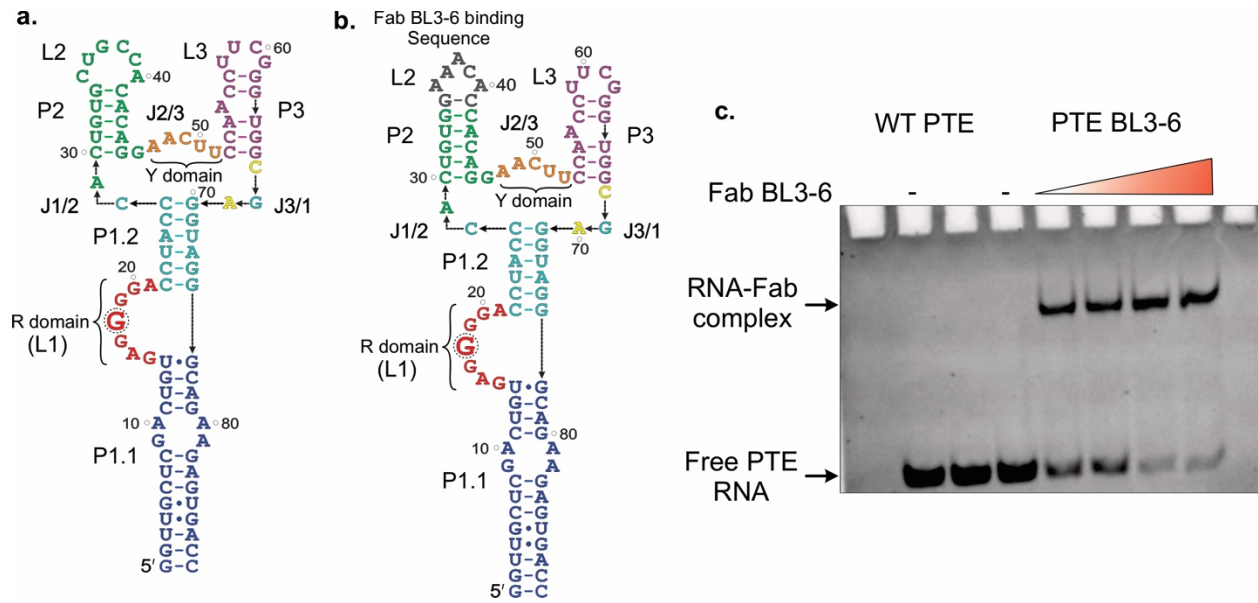 a.
L2
U G C C A
C
40
P2
L3
U C
U G
60
C-G
C-G
A
A-U
C-G
C-G
P3
G-C
U-A
G-C
U-A
G-G
30
C-G
J2/3
A A C U U
50
Y domain
C
A
J1/2
C
C-G
70
A
G
J3/1
P1.2
C-G
A-U
U-A
C-G
C-G
20
A
G
G
G
G
A
G
R domain
(L1)
U•G
G-C
U-A
C-G
10
A A
80
G A
P1.1
C-G
U-A
C-G
G•U
U•G
U-A
G-C
5′ G-C
b.
Fab BL3-6 binding
Sequence
L2
A A A C A
G
40
P2
L3
60
U C
U G
P3
J2/3
A A C U U
50
Y domain
30
C
A
J1/2
C
C-G
A
70
G
J3/1
P1.2
C-G
A-U
U-A
C-G
C-G
20
A
G
G
G
G
A
G
R domain
(L1)
U•G
G-C
U-A
C-G
10
A A
80
G A
P1.1
C-G
U-A
C-G
G•U
U•G
U-A
G-C
5′ G-C
c.
WT PTE PTE BL3-6
Fab BL3-6 - -
RNA-Fab
complex
Free PTE
RNA